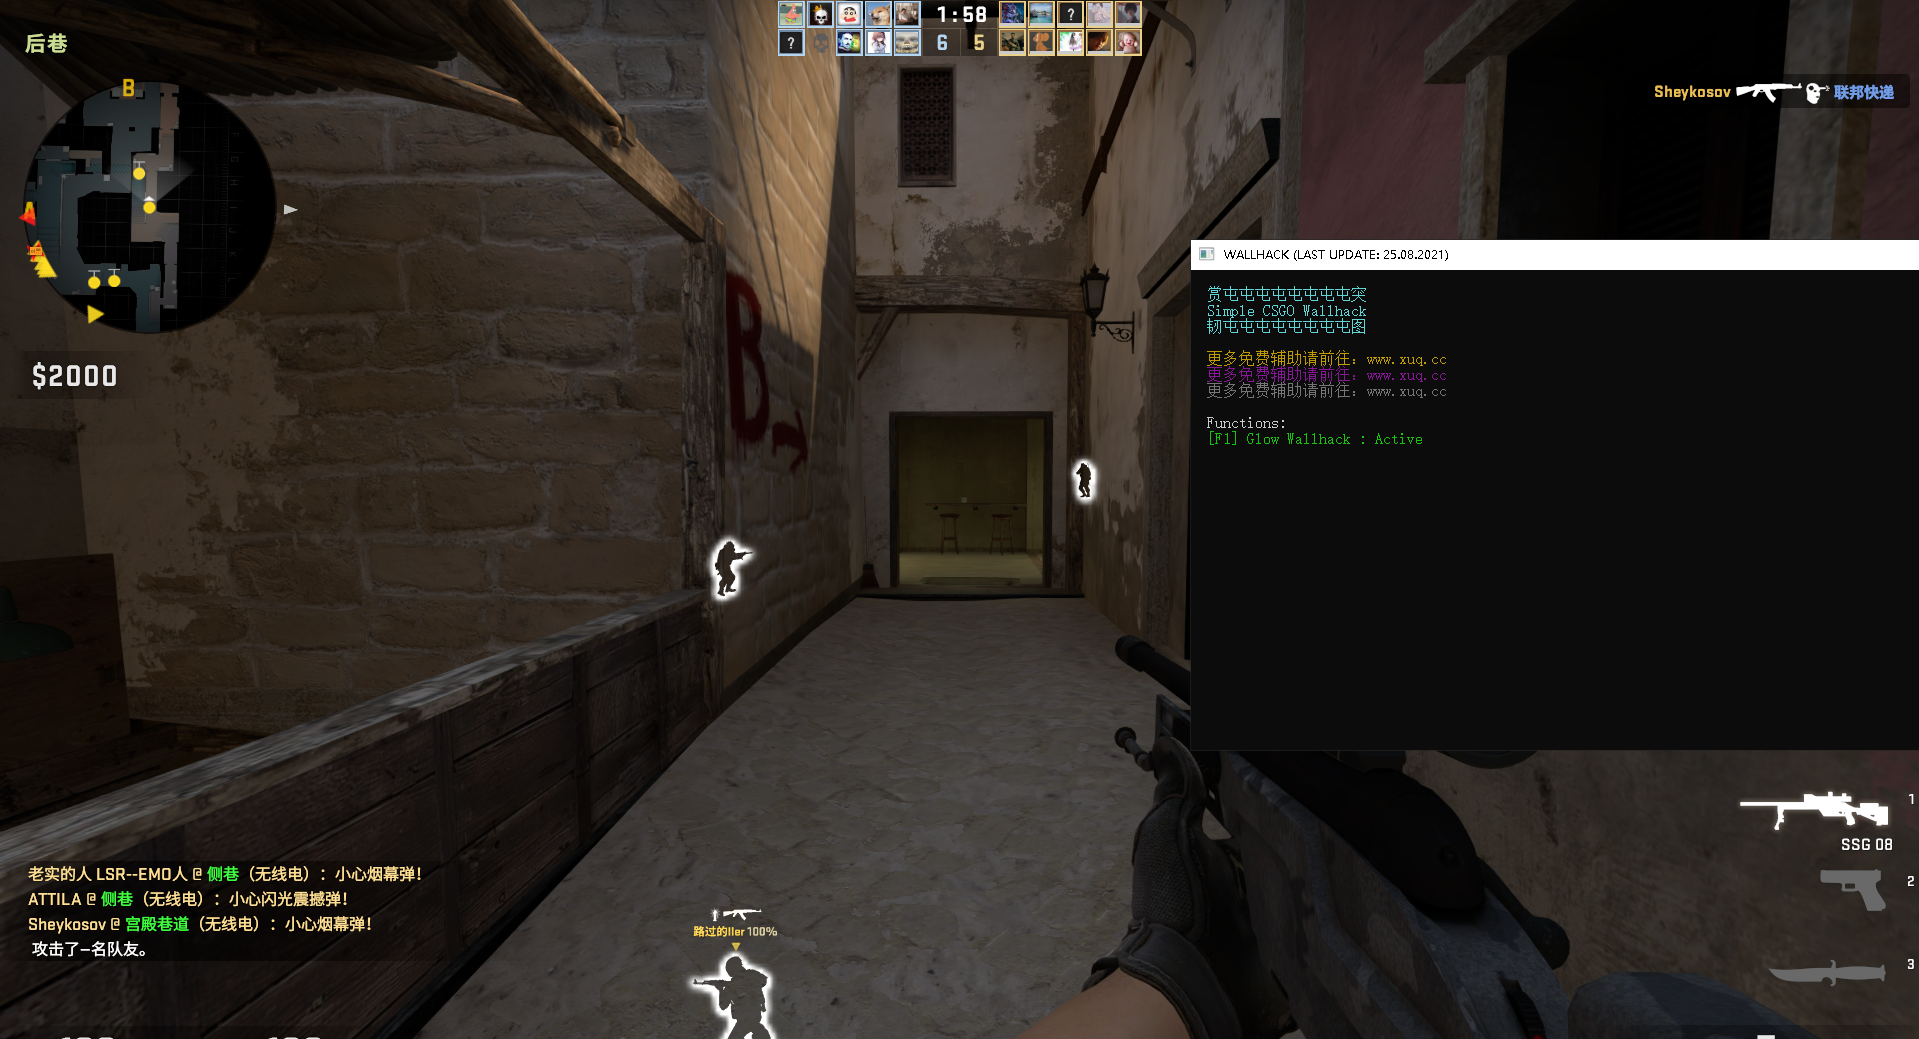 后巷
B
A
$2000
1:58
?
?
6 5
Sheykosov 联邦快递
B
WALLHACK (LAST UPDATE: 25.08.2021)
赏屯屯屯屯屯屯屯屯突
Simple CSGO Wallhack
韧屯屯屯屯屯屯屯屯图
更多免费辅助请前往：www.xuq.cc
更多免费辅助请前往：www.xuq.cc
更多免费辅助请前往：www.xuq.cc
Functions:
[F1] Glow Wallhack : Active
1
SSG 08
2
3
老实的人 LSR--EMO人 @ 侧巷（无线电）：小心烟幕弹！
ATTILA @ 侧巷（无线电）：小心闪光震撼弹！
Sheykosov @ 宫殿巷道（无线电）：小心烟幕弹！
攻击了一名队友。
路过的ller 100%